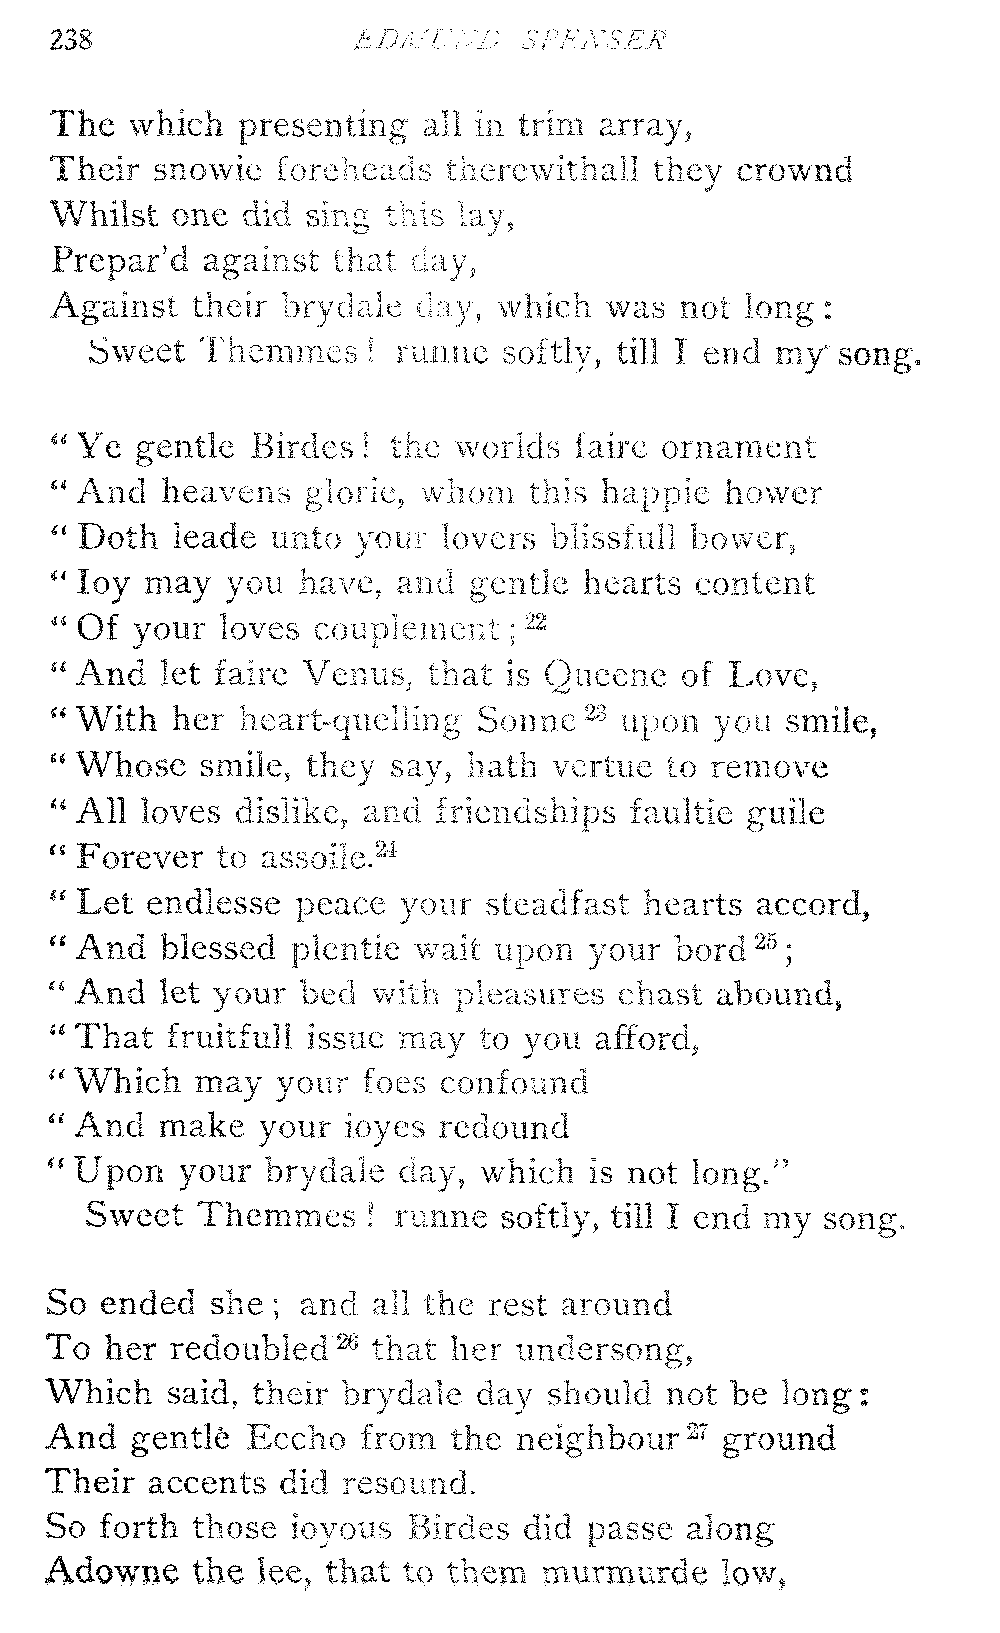 238 EDMUND SPENSER
The which presenting all in trim array,
Their snowie foreheads therewithall they crownd
Whilst one did sing this lay,
Prepar'd against that day,
Against their brydale day, which was not long:
Sweet Themmes! runne softly, till I end my song.
“Ye gentle Birdes! the worlds faire ornament
“And heavens glorie, whom this happie hower
“Doth leade unto your lovers blissfull bower,
“Ioy may you have, and gentle hearts content
“Of your loves couplement;22
“And let faire Venus, that is Queene of Love,
“With her heart-quelling Sonne23 upon you smile,
“Whose smile, they say, hath vertue to remove
“All loves dislike, and friendships faultie guile
“Forever to assoile.24
“Let endlesse peace your steadfast hearts accord,
“And blessed plentie wait upon your bord25;
“And let your bed with pleasures chast abound,
“That fruitfull issue may to you afford,
“Which may your foes confound
“And make your ioyes redound
“Upon your brydale day, which is not long.”
Sweet Themmes! runne softly, till I end my song.
So ended she; and all the rest around
To her redoubled26 that her undersong,
Which said, their brydale day should not be long:
And gentlè Eccho from the neighbour27 ground
Their accents did resound.
So forth those ioyous Birdes did passe along
Adowne the lee, that to them murmurde low,